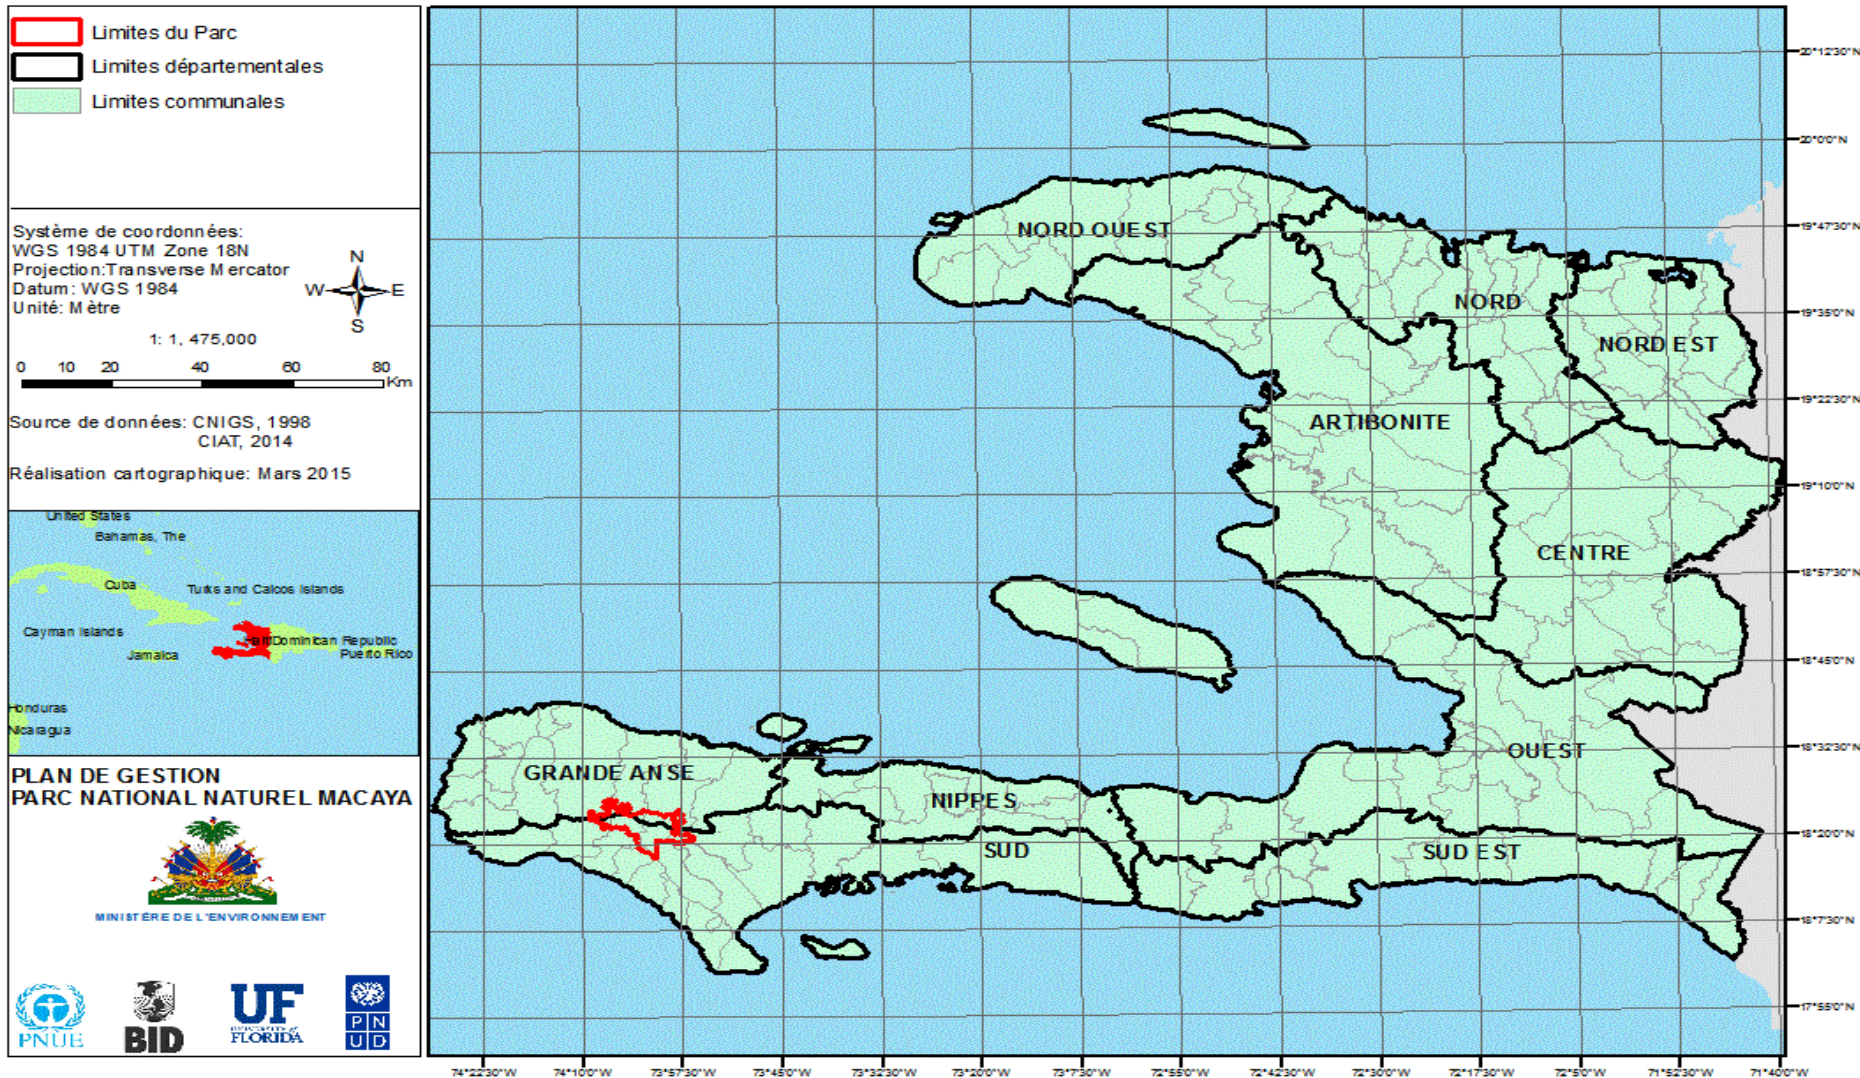 Limites du Parc
Limites départementales
Limites communales
Système de coordonnées:
WGS 1984 UTM Zone 18N
Projection:Transverse Mercator
Datum: WGS 1984
Unité: Mètre
N
W E
S
1: 1, 475,000
0 10 20 40 60 80
Km
Source de données: CNIGS, 1998
CIAT, 2014
Réalisation cartographique: Mars 2015
United States
Bahamas, The
Cuba
Turks and Caicos Islands
Cayman Islands
Haiti Dominican Republic
Jamaica
Puerto Rico
Honduras
Nicaragua
PLAN DE GESTION
PARC NATIONAL NATUREL MACAYA
MINISTÈRE DE L'ENVIRONNEMENT
PNUE
BID
UF
UNIVERSITY of
FLORIDA
P N
U D
NORD OUEST
NORD
NORD EST
ARTIBONITE
CENTRE
OUEST
GRANDE ANSE
NIPPES
SUD
SUD EST
20°12'30"N
20°0'0"N
19°47'30"N
19°35'0"N
19°22'30"N
19°10'0"N
18°57'30"N
18°45'0"N
18°32'30"N
18°20'0"N
18°7'30"N
17°55'0"N
74°22'30"W 74°10'0"W 73°57'30"W 73°45'0"W 73°32'30"W 73°20'0"W 73°7'30"W 72°55'0"W 72°42'30"W 72°30'0"W 72°17'30"W 72°5'0"W 71°52'30"W 71°40'0"W